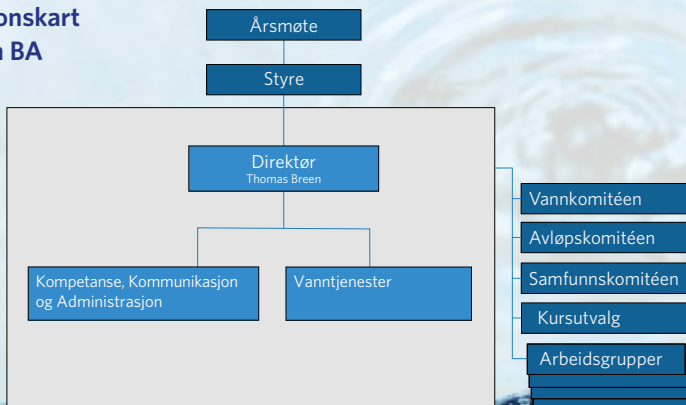 onskart
BA
Årsmøte
Styre
Direktør
Thomas Breen
Kompetanse, Kommunikasjon
og Administrasjon
Vanntjenester
Vannkomitéen
Avløpskomitéen
Samfunnskomitéen
Kursutvalg
Arbeidsgrupper